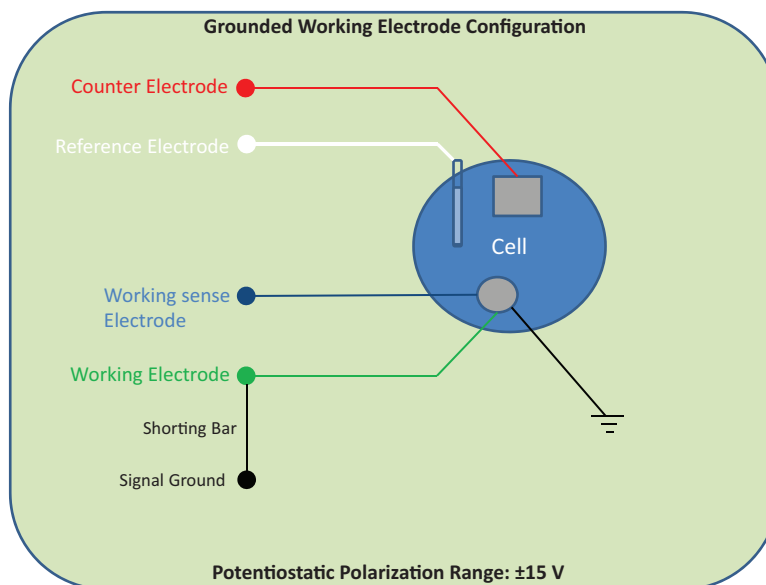 Grounded Working Electrode Configuration
Counter Electrode
Reference Electrode
Cell
Working sense
Electrode
Working Electrode
Shorting Bar
Signal Ground
Potentiostatic Polarization Range: ±15 V